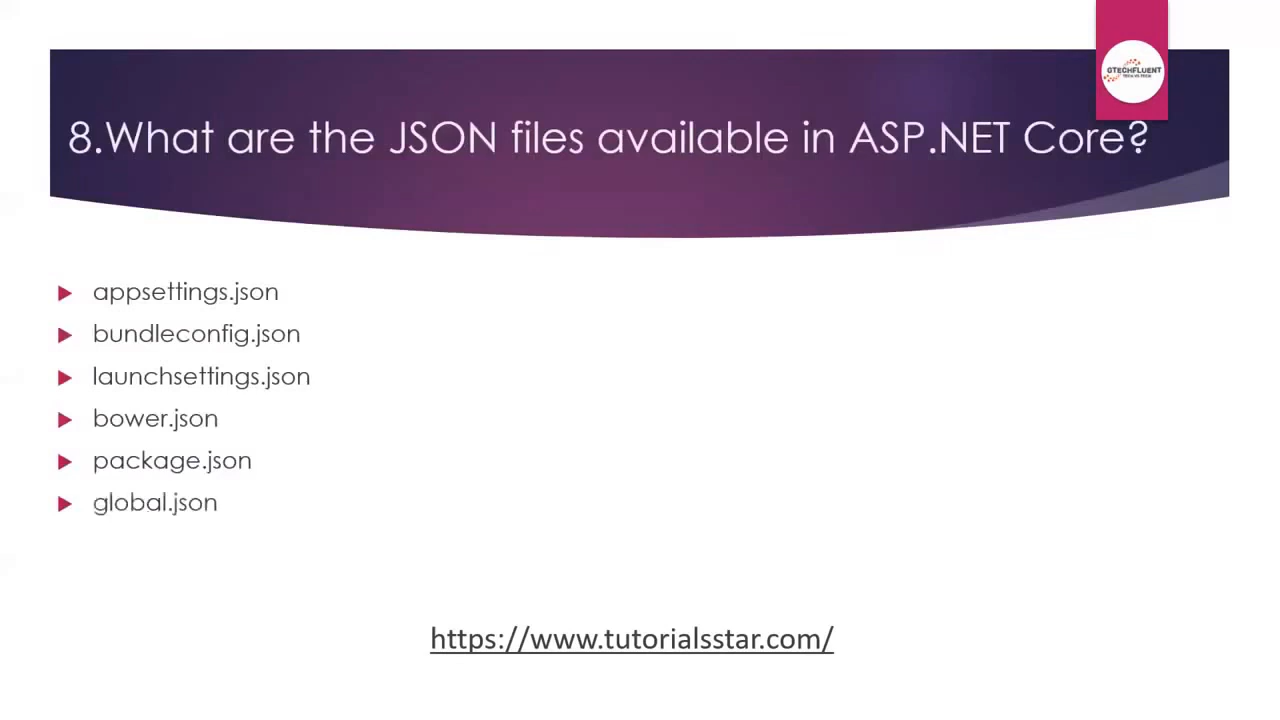 GTECHFLUENT
8.What are the JSON files available in ASP.NET Core?
appsettings.json
bundleconfig.json
launchsettings.json
bower.json
package.json
global.json
https://www.tutorialsstar.com/